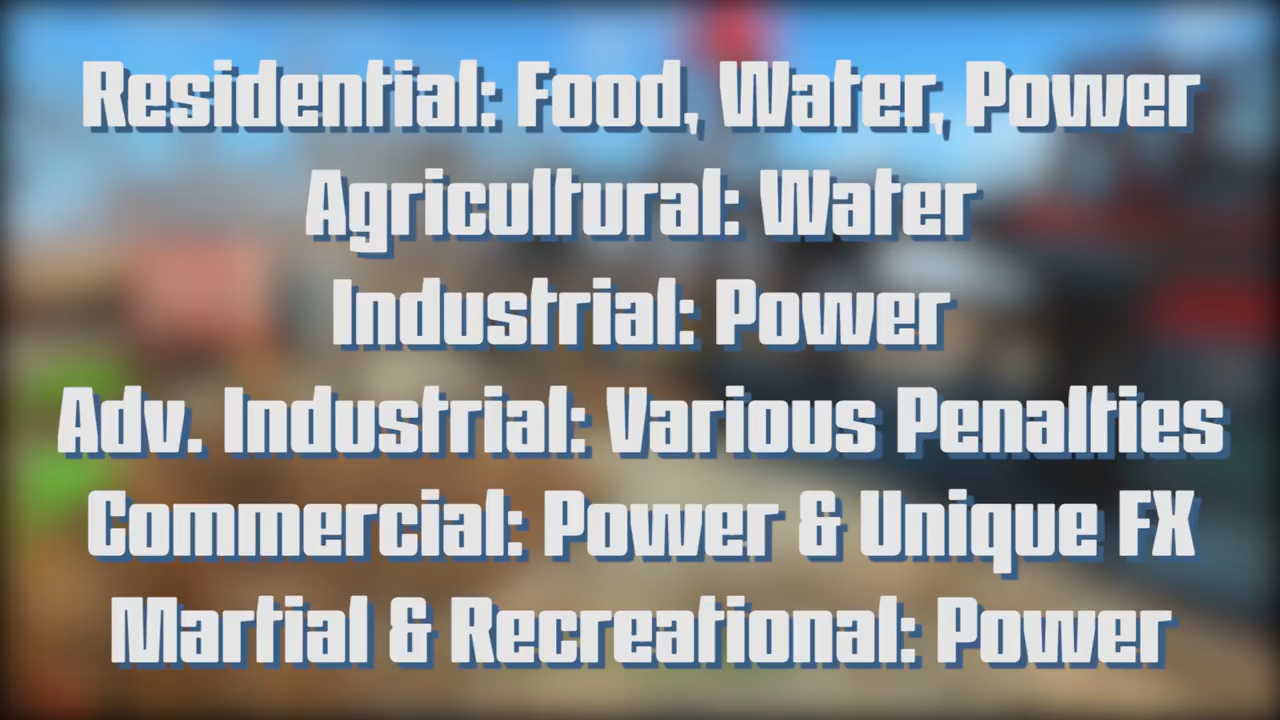 Residential: Food, Water, Power
Agricultural: Water
Industrial: Power
Adv. Industrial: Various Penalties
Commercial: Power & Unique FX
Martial & Recreational: Power